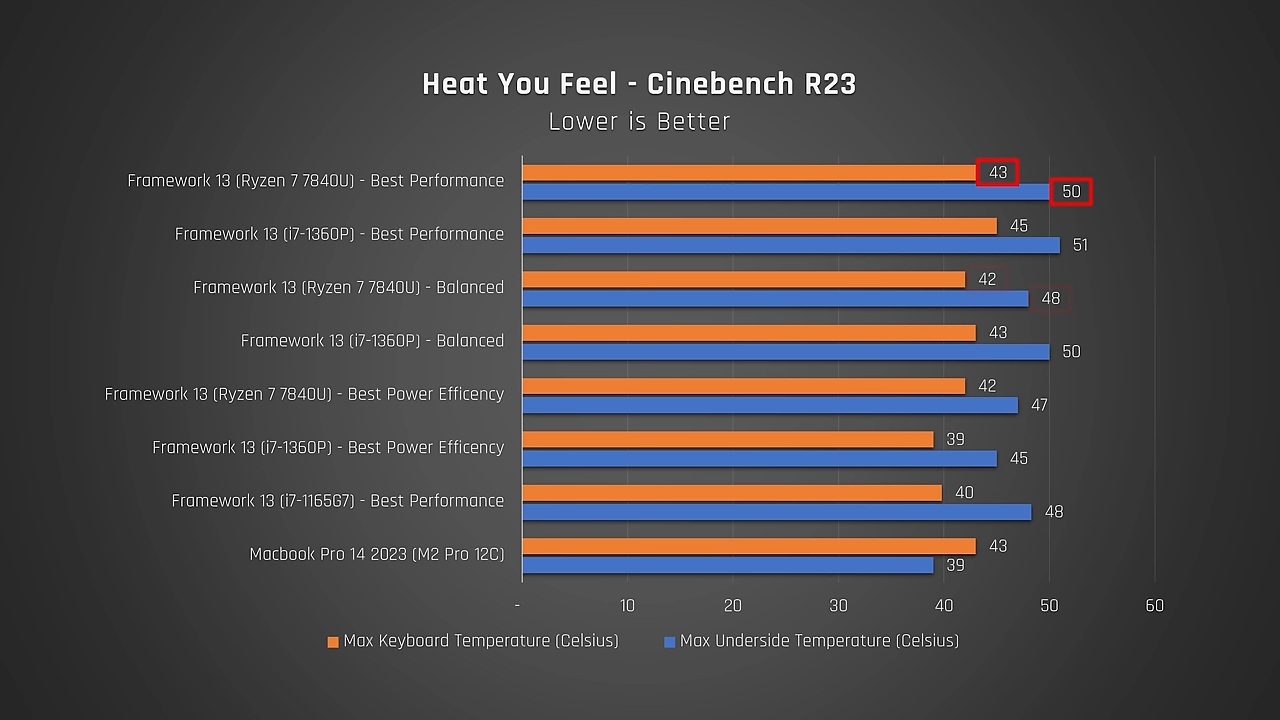 Heat You Feel - Cinebench R23
Lower is Better
Framework 13 (Ryzen 7 7840U) - Best Performance
43
50
Framework 13 (i7-1360P) - Best Performance
45
51
Framework 13 (Ryzen 7 7840U) - Balanced
42
48
Framework 13 (i7-1360P) - Balanced
43
50
Framework 13 (Ryzen 7 7840U) - Best Power Efficency
42
47
Framework 13 (i7-1360P) - Best Power Efficency
39
45
Framework 13 (i7-1165G7) - Best Performance
40
48
Macbook Pro 14 2023 (M2 Pro 12C)
43
39
- 10 20 30 40 50 60
Max Keyboard Temperature (Celsius) Max Underside Temperature (Celsius)